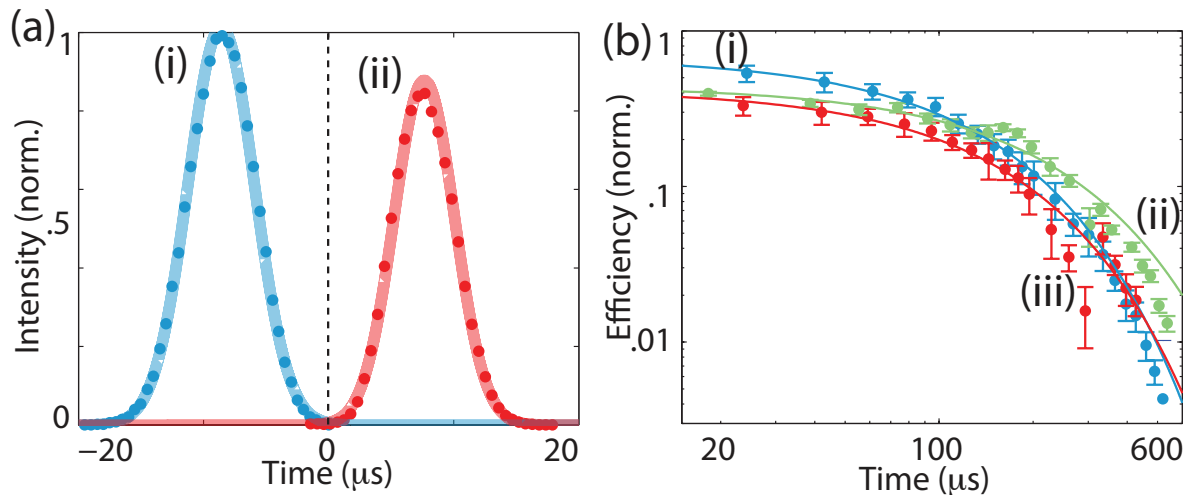 (a)
1
(i)
(ii)
.5
0
Intensity (norm.)
−20
0
20
Time (μs)
(b)
1
(i)
.1
(ii)
(iii)
.01
Efficiency (norm.)
20
100
600
Time (μs)